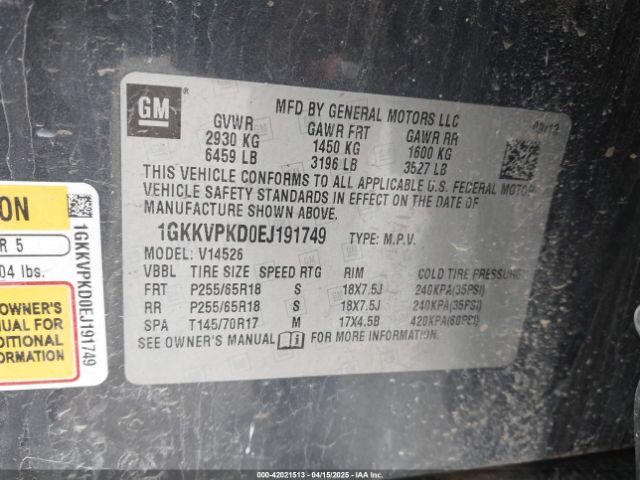 GM
MFD BY GENERAL MOTORS LLC
GVWR GAWR FRT GAWR RR
2930 KG 1450 KG 1600 KG
6459 LB 3196 LB 3527 LB
THIS VEHICLE CONFORMS TO ALL APPLICABLE U.S. FEDERAL MOTOR
VEHICLE SAFETY STANDARDS IN EFFECT ON THE DATE OF
MANUFACTURE SHOWN ABOVE.
1GKKVPKD0EJ191749 TYPE: M.P.V.
MODEL: V14526
VBBL TIRE SIZE SPEED RTG RIM COLD TIRE PRESSURE
FRT P255/65R18 S 18X7.5J 240KPA(35PSI)
RR P255/65R18 S 18X7.5J 240KPA(35PSI)
SPA T145/70R17 M 17X4.5B 420KPA(60PSI)
SEE OWNER'S MANUAL FOR MORE INFORMATION.
ON
R 5
04 lbs.
OWNER'S
UAL FOR
DITIONAL
MATION
1GKKVPKD0EJ191749
000-42021513 - 04/15/2025 - IAAI.COM